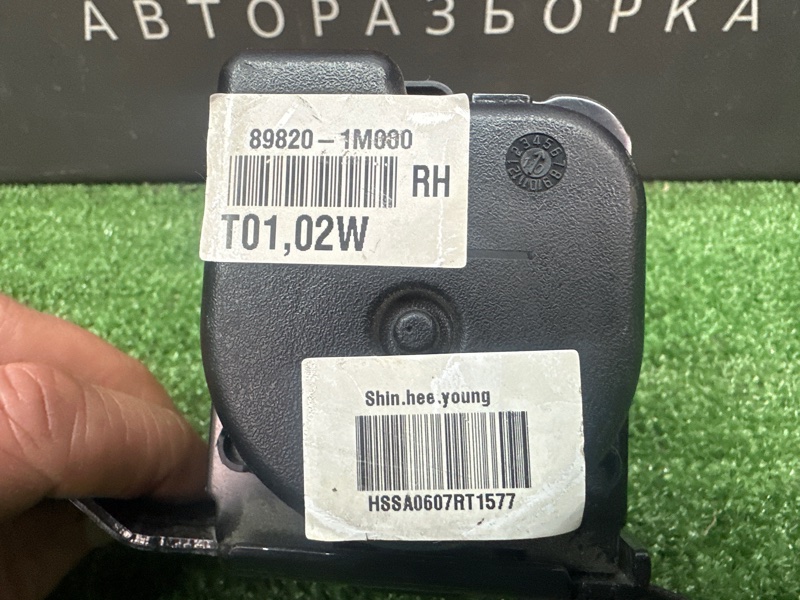 АВТОРАЗБОРКА
89820-1M000
RH
T01,02W
Shin.hee.young
HSSA0607RT1577